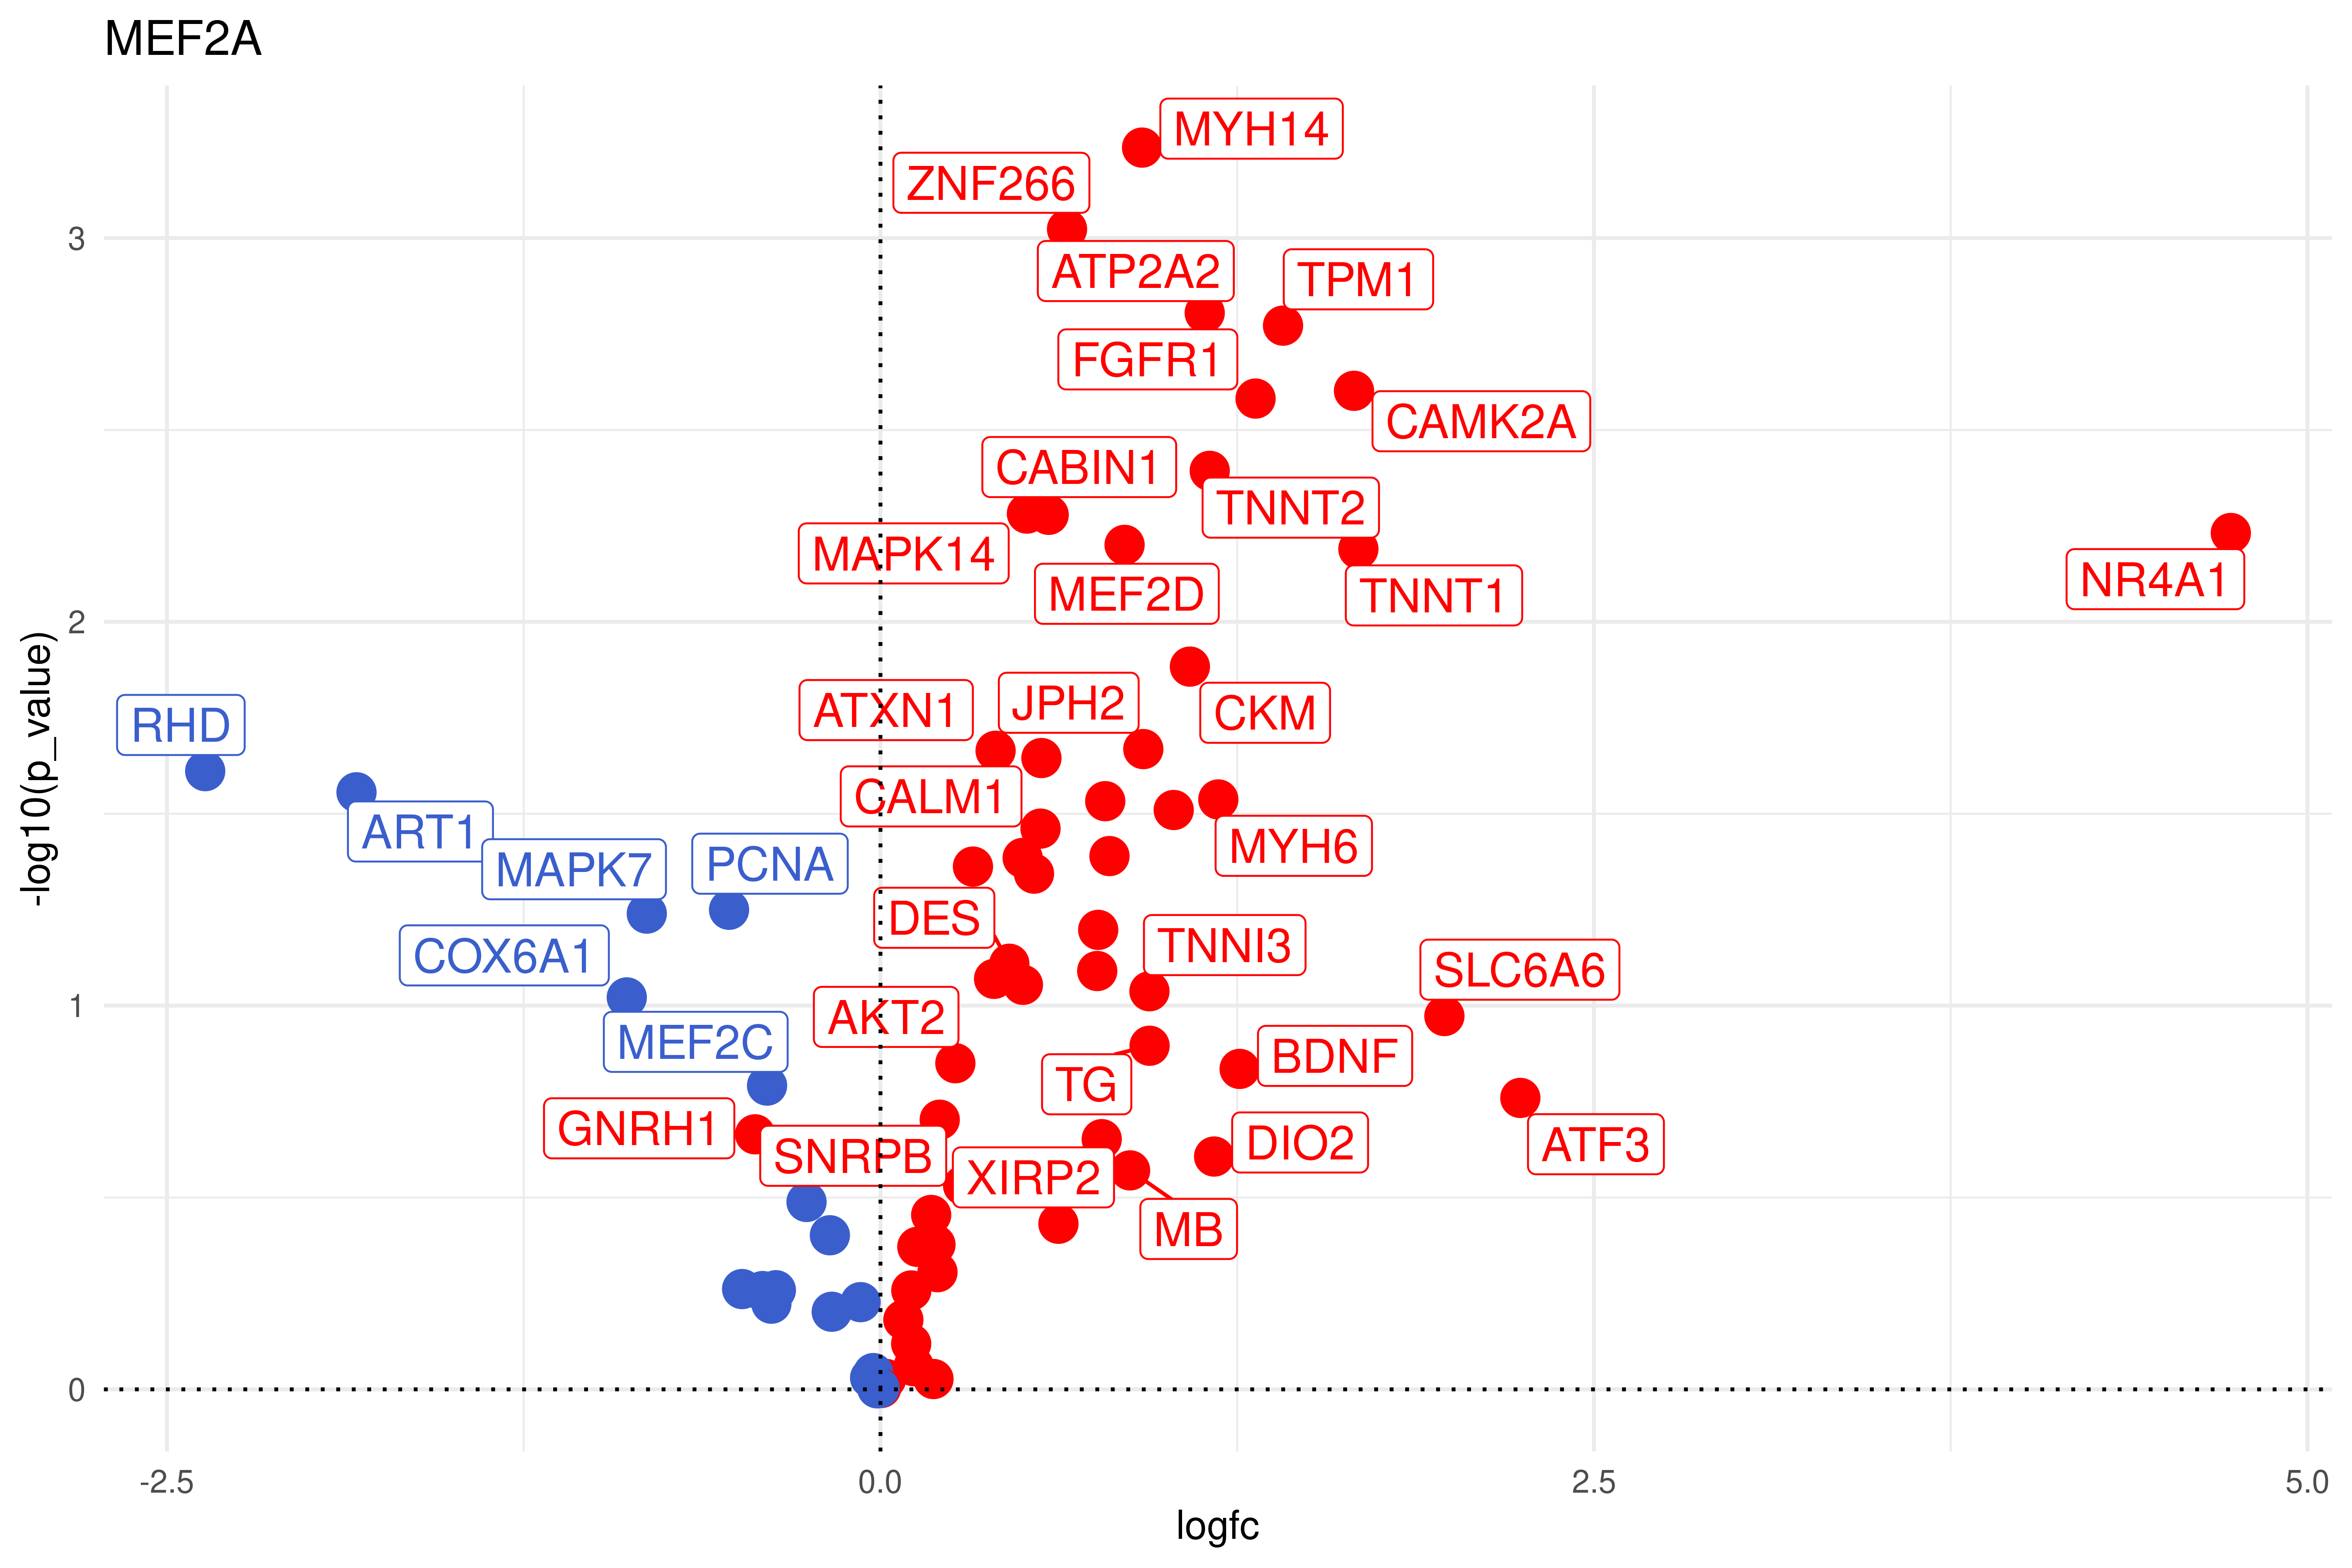 MEF2A
MYH14
ZNF266
ATP2A2
TPM1
FGFR1
CAMK2A
CABIN1
TNNT2
MAPK14
MEF2D
TNNT1
NR4A1
ATXN1
JPH2
CKM
RHD
CALM1
ART1
MAPK7
PCNA
MYH6
DES
COX6A1
TNNI3
SLC6A6
AKT2
MEF2C
TG
BDNF
GNRH1
SNRPB
XIRP2
DIO2
ATF3
MB
3
2
1
0
-log10(p_value)
-2.5
0.0
2.5
5.0
logfc